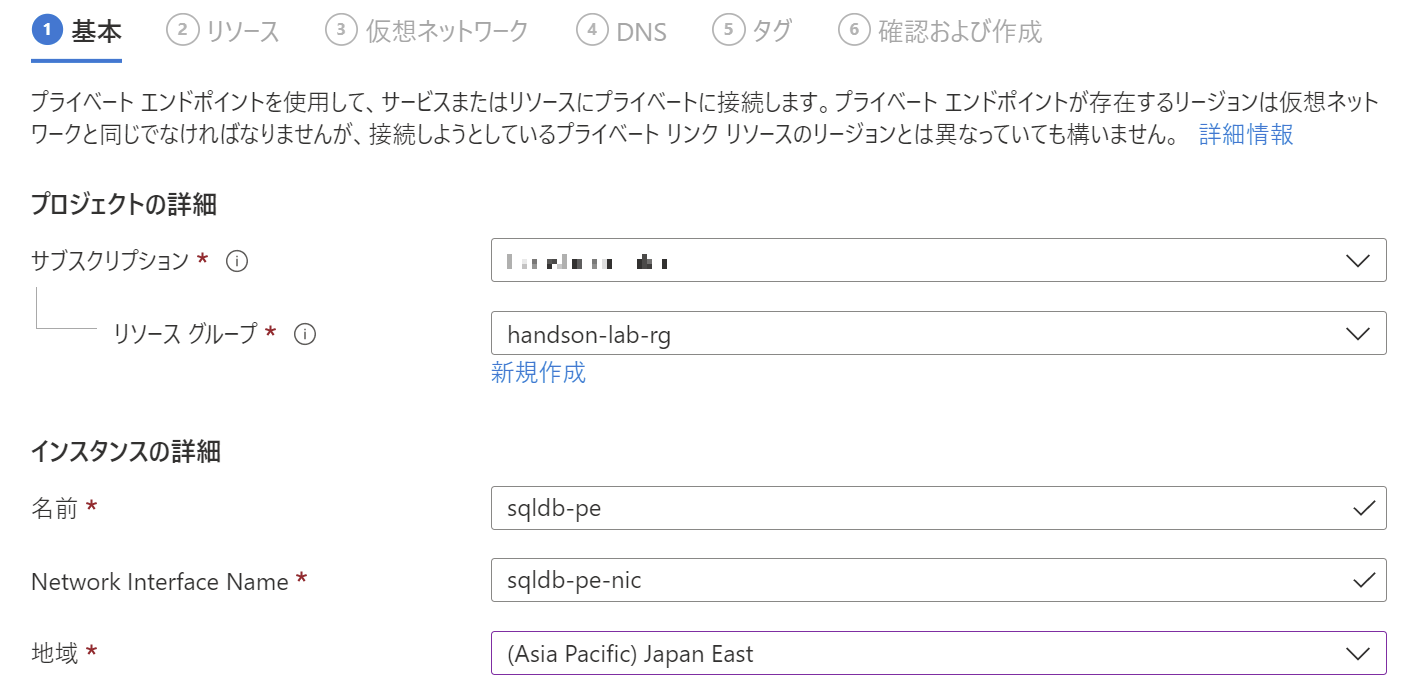 1 基本 2 リソース 3 仮想ネットワーク 4 DNS 5 タグ 6 確認および作成
プライベート エンドポイントを使用して、サービスまたはリソースにプライベートに接続します。プライベート エンドポイントが存在するリージョンは仮想ネット
ワークと同じでなければなりませんが、接続しようとしているプライベート リンク リソースのリージョンとは異なっていても構いません。 詳細情報
プロジェクトの詳細
サブスクリプション *
リソース グループ * handson-lab-rg
新規作成
インスタンスの詳細
名前 * sqldb-pe
Network Interface Name * sqldb-pe-nic
地域 * (Asia Pacific) Japan East